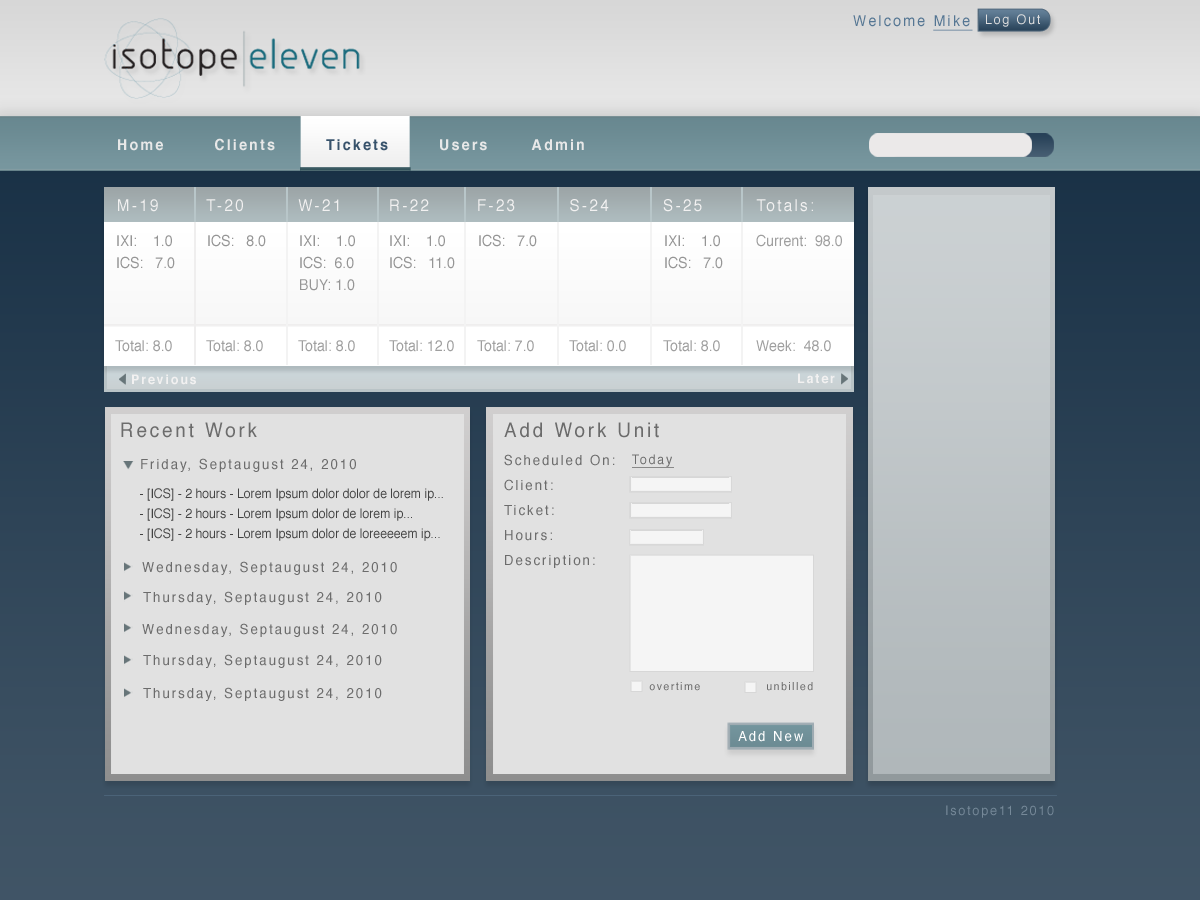 Welcome Mike Log Out
isotope|eleven
Home Clients Tickets Users Admin
M-19 T-20 W-21 R-22 F-23 S-24 S-25 Totals:
IXI: 1.0 ICS: 8.0 IXI: 1.0 IXI: 1.0 ICS: 7.0 IXI: 1.0 Current: 98.0
ICS: 7.0 ICS: 6.0 ICS: 11.0 ICS: 7.0
BUY: 1.0
Total: 8.0 Total: 8.0 Total: 8.0 Total: 12.0 Total: 7.0 Total: 0.0 Total: 8.0 Week: 48.0
Previous Later
Recent Work
Friday, Septaugust 24, 2010
- [ICS] - 2 hours - Lorem Ipsum dolor dolor de lorem ip...
- [ICS] - 2 hours - Lorem Ipsum dolor de lorem ip...
- [ICS] - 2 hours - Lorem Ipsum dolor de loreeeeem ip...
Wednesday, Septaugust 24, 2010
Thursday, Septaugust 24, 2010
Wednesday, Septaugust 24, 2010
Thursday, Septaugust 24, 2010
Thursday, Septaugust 24, 2010
Add Work Unit
Scheduled On: Today
Client:
Ticket:
Hours:
Description:
overtime unbilled
Add New
Isotope11 2010